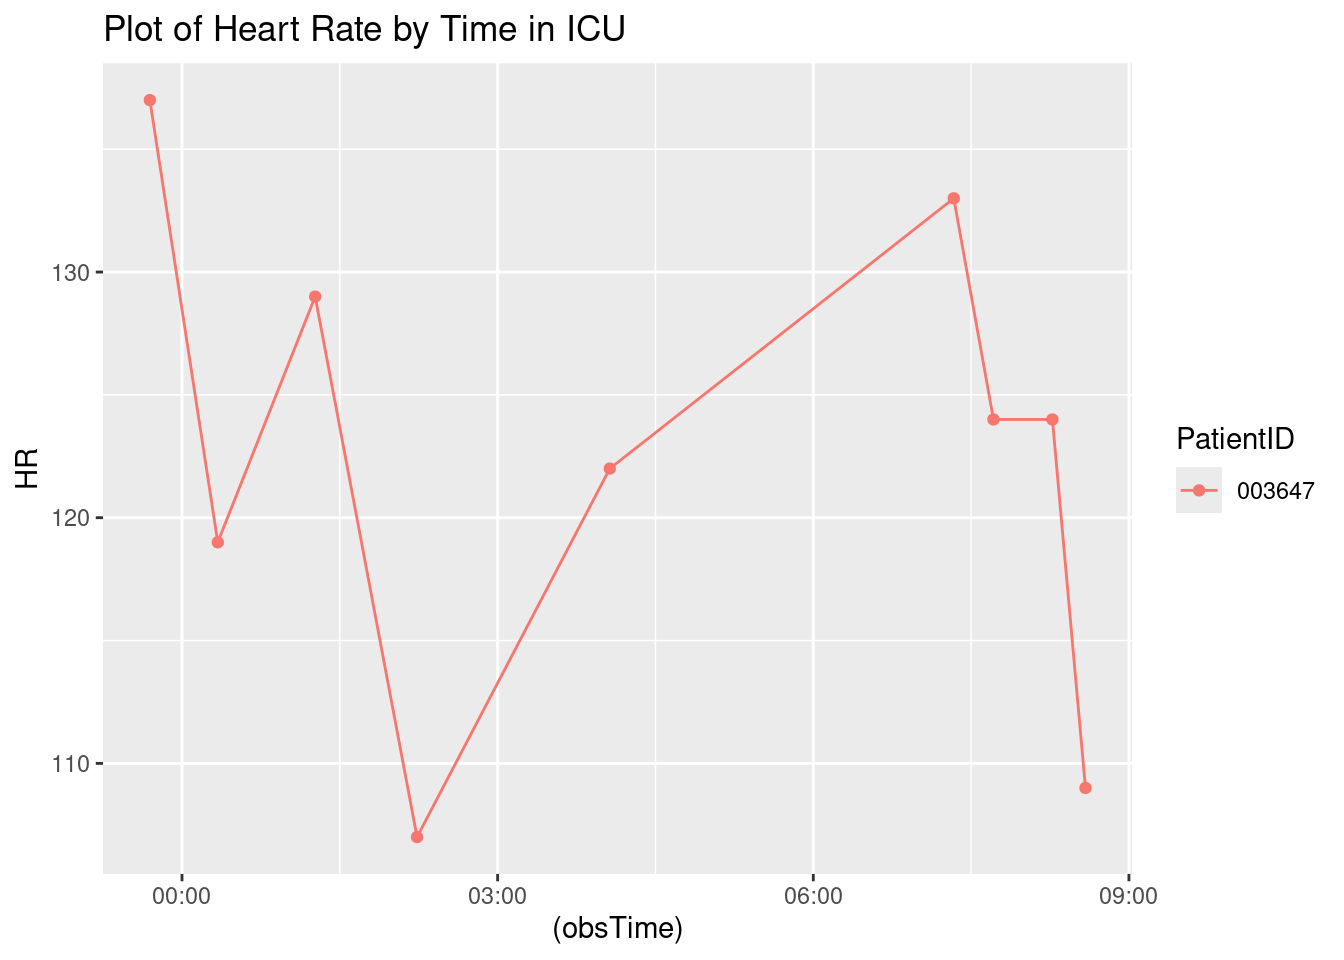 Plot of Heart Rate by Time in ICU
130
120
110
HR
00:00
03:00
06:00
09:00
(obsTime)
PatientID
003647